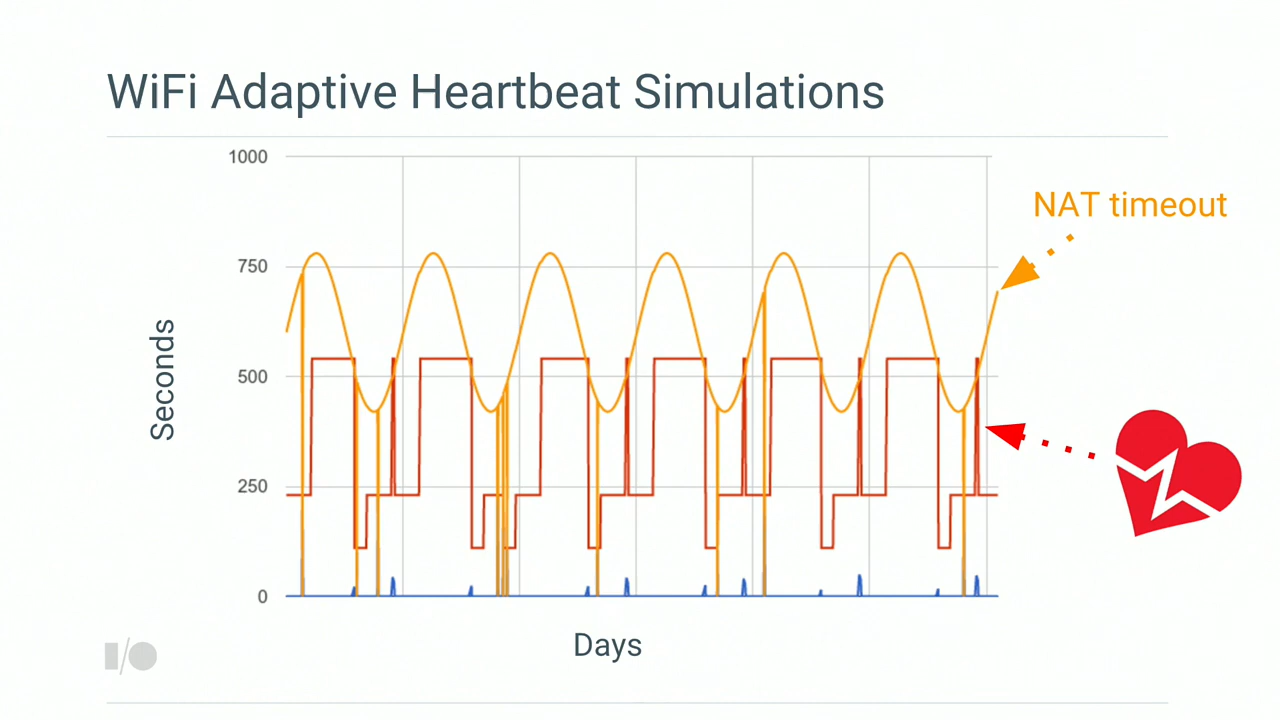 WiFi Adaptive Heartbeat Simulations
1000
NAT timeout
750
Seconds
500
250
0
Days
I/O